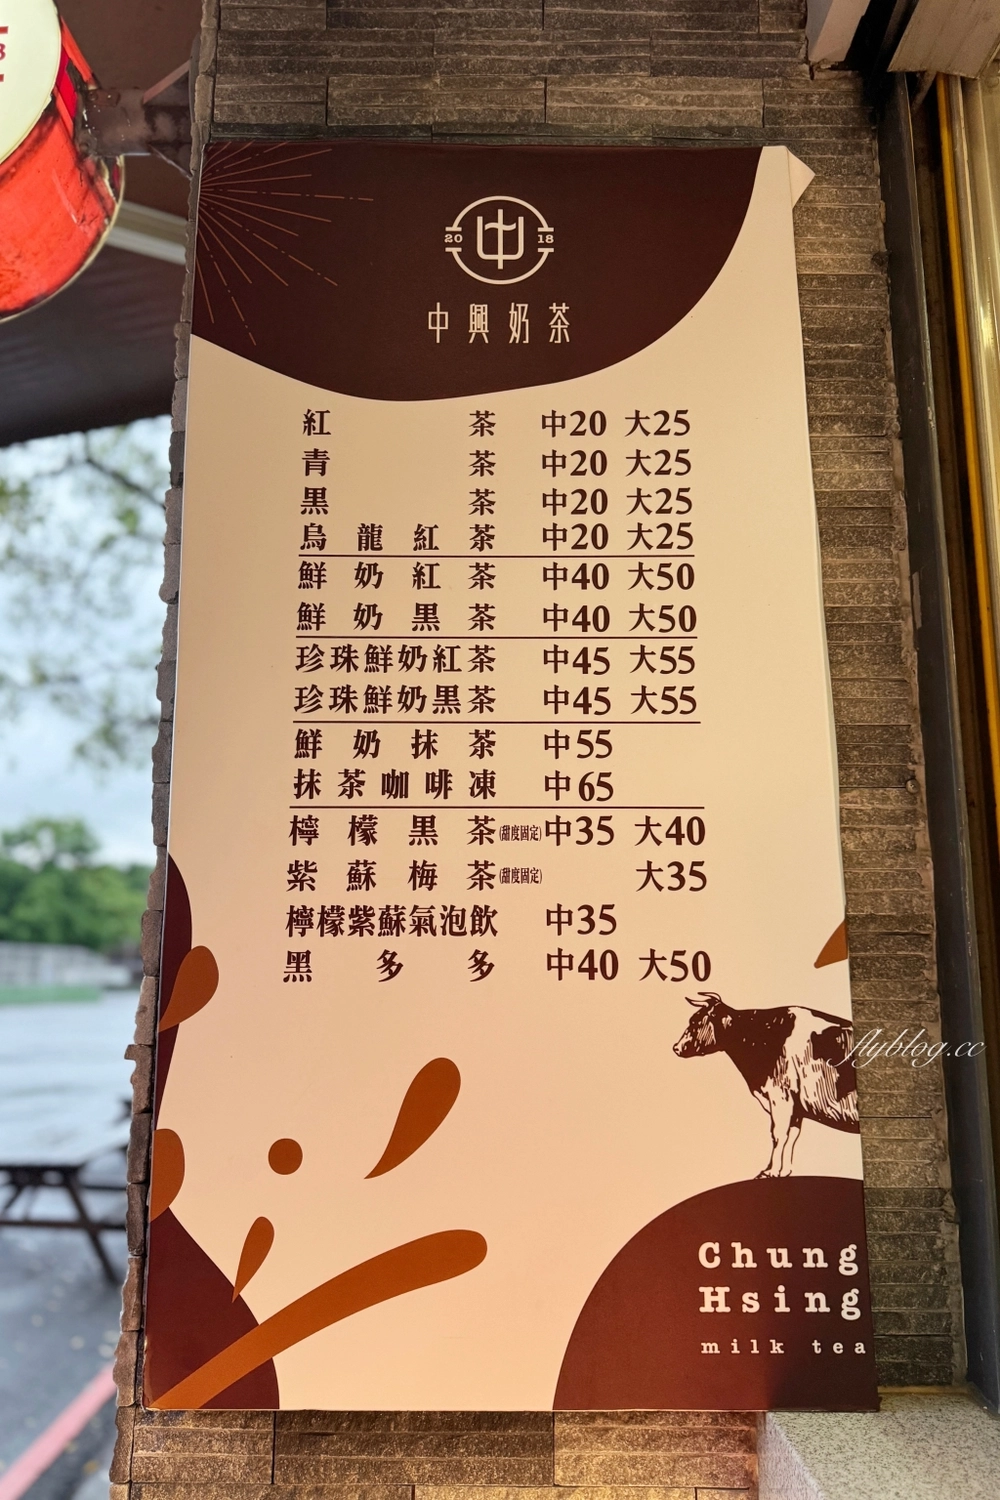 20 中 18
中興奶茶
紅茶 中20 大25
青茶 中20 大25
黑茶 中20 大25
烏龍紅茶 中20 大25
鮮奶紅茶 中40 大50
鮮奶黑茶 中40 大50
珍珠鮮奶紅茶 中45 大55
珍珠鮮奶黑茶 中45 大55
鮮奶抹茶 中55
抹茶咖啡凍 中65
檸檬黑茶(甜度固定) 中35 大40
紫蘇梅茶(甜度固定) 大35
檸檬紫蘇氣泡飲 中35
黑多多 中40 大50
flyblog.cc
Chung
Hsing
milk tea